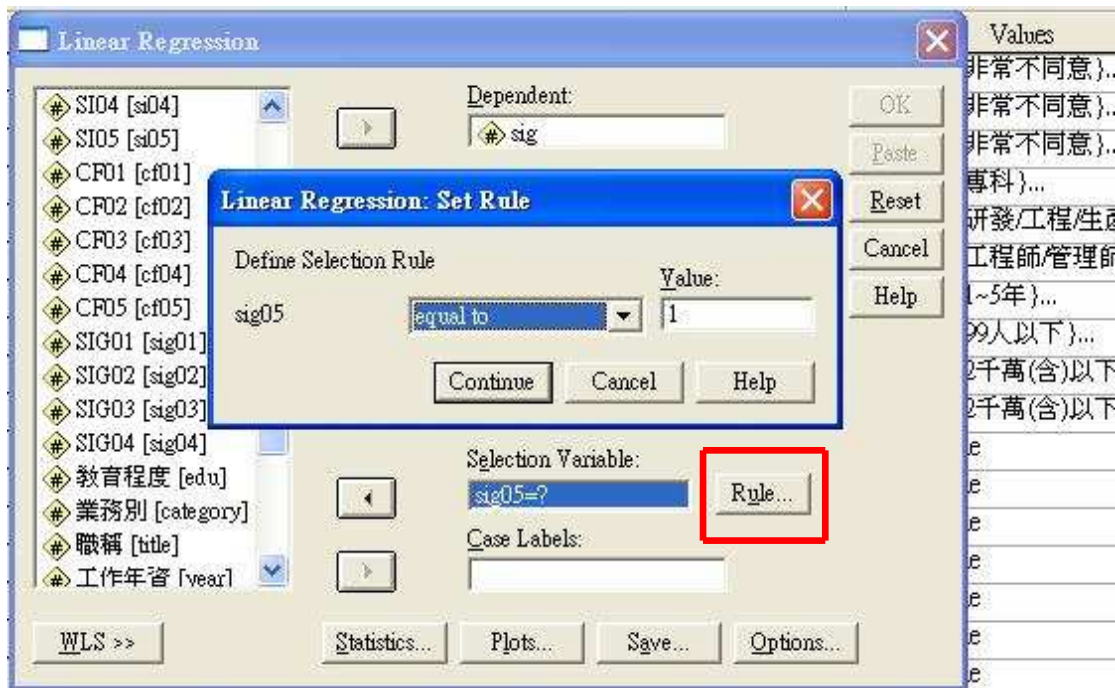 Linear Regression
Values
SI04 [si04]
SI05 [si05]
CF01 [cf01]
CF02 [cf02]
CF03 [cf03]
CF04 [cf04]
CF05 [cf05]
SIG01 [sig01]
SIG02 [sig02]
SIG03 [sig03]
SIG04 [sig04]
教育程度 [edu]
業務別 [category]
職稱 [title]
工作年資 [year]
Dependent:
sig
OK
Paste
Reset
Cancel
Help
Linear Regression: Set Rule
Define Selection Rule
sig05
equal to
Value:
1
Continue
Cancel
Help
Selection Variable:
sig05=?
Rule...
Case Labels:
WLS >>
Statistics...
Plots...
Save...
Options...
非常不同意}..
非常不同意}..
非常不同意}..
專科}...
研發/工程/生產
工程師/管理師
1~5年}...
99人以下}...
2千萬(含)以下
2千萬(含)以下